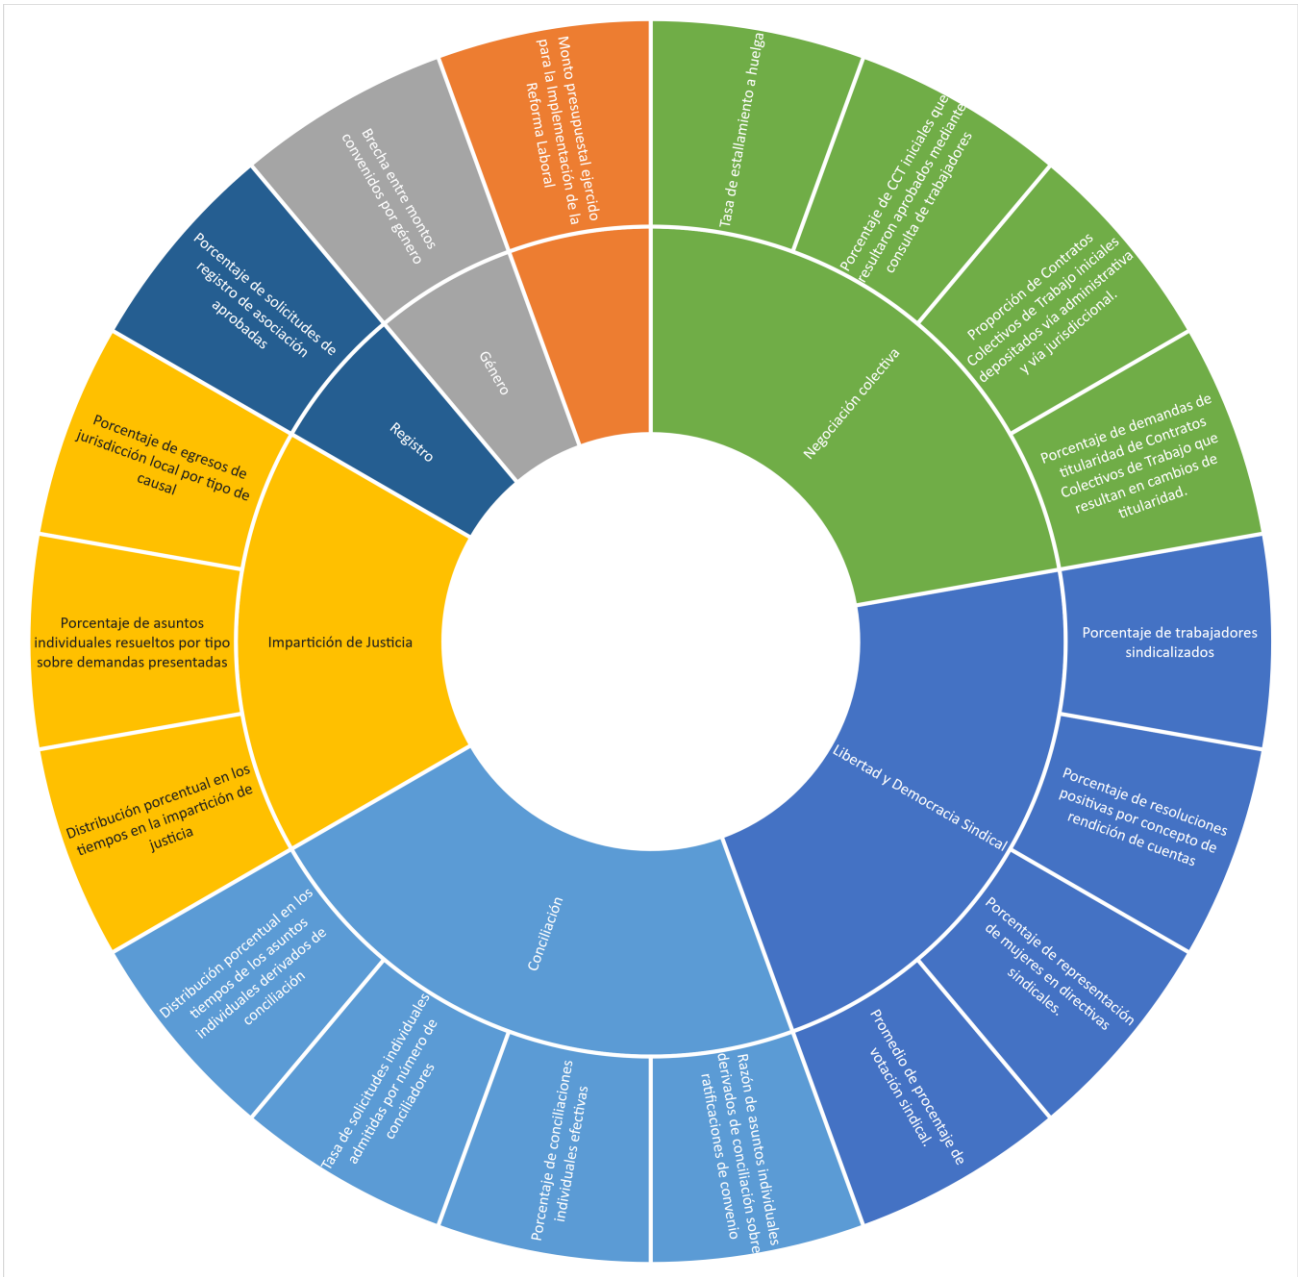 Tasa de estallamiento a huelga
Porcentaje de CCT iniciales que
resultaron aprobados mediante
consulta de trabajadores
Proporción de Contratos
Colectivos de Trabajo iniciales
depositados vía administrativa
y vía jurisdiccional.
Porcentaje de demandas de
titularidad de Contratos
Colectivos de Trabajo que
resultan en cambios de
titularidad.
Negociación colectiva
Porcentaje de trabajadores
sindicalizados
Porcentaje de resoluciones
positivas por concepto de
rendición de cuentas
Porcentaje de representación
de mujeres en directivas
sindicales.
Promedio de procentaje de
votación sindical.
Libertad y Democracia Sindical
Razón de asuntos individuales
derivados de conciliación sobre
ratificaciones de convenio
Porcentaje de conciliaciones
individuales efectivas
Tasa de solicitudes individuales
admitidas por número de
conciliadores
Distribución porcentual en los
tiempos de los asuntos
individuales derivados de
conciliación
Conciliación
Distribución porcentual en los
tiempos en la impartición de
justicia
Porcentaje de asuntos
individuales resueltos por tipo
sobre demandas presentadas
Porcentaje de egresos de
jurisdicción local por tipo de
causal
Impartición de Justicia
Porcentaje de solicitudes de
registro de asociación
aprobadas
Registro
Brecha entre montos
convenidos por género
Género
Monto presupuestal ejercido
para la Implementación de la
Reforma Laboral